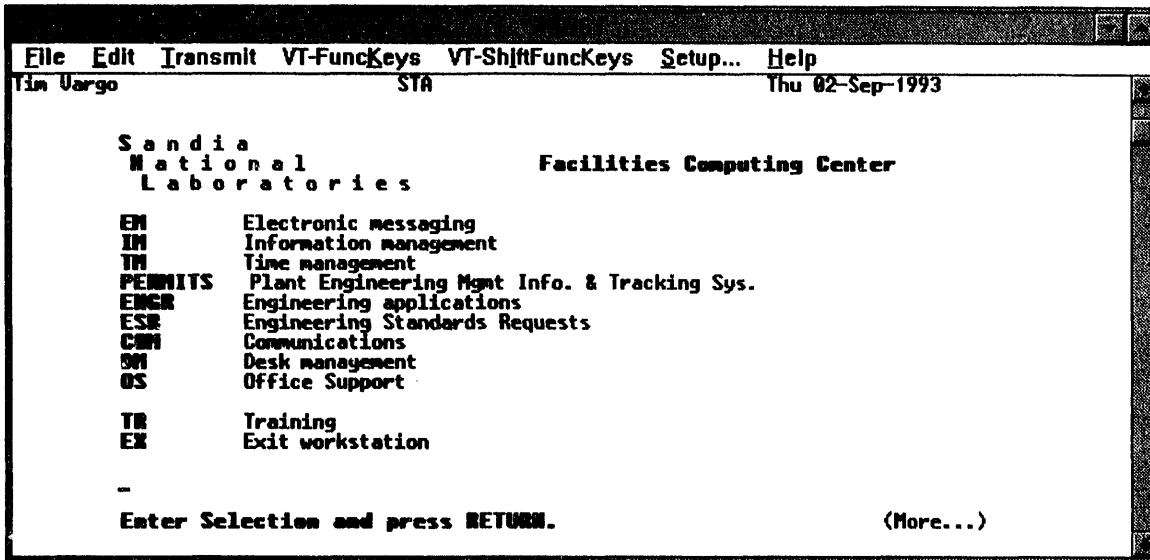 File Edit Transmit VT-FuncKeys VT-ShiftFuncKeys Setup... Help
Tim Vargo STA Thu 02-Sep-1993
S a n d i a
N a t i o n a l Facilities Computing Center
L a b o r a t o r i e s
EM Electronic messaging
IM Information management
TM Time management
PERMITS Plant Engineering Mgmt Info. & Tracking Sys.
ENGR Engineering applications
ESR Engineering Standards Requests
COM Communications
DM Desk management
OS Office Support
TR Training
EX Exit workstation
Enter Selection and press RETURN. (More...)